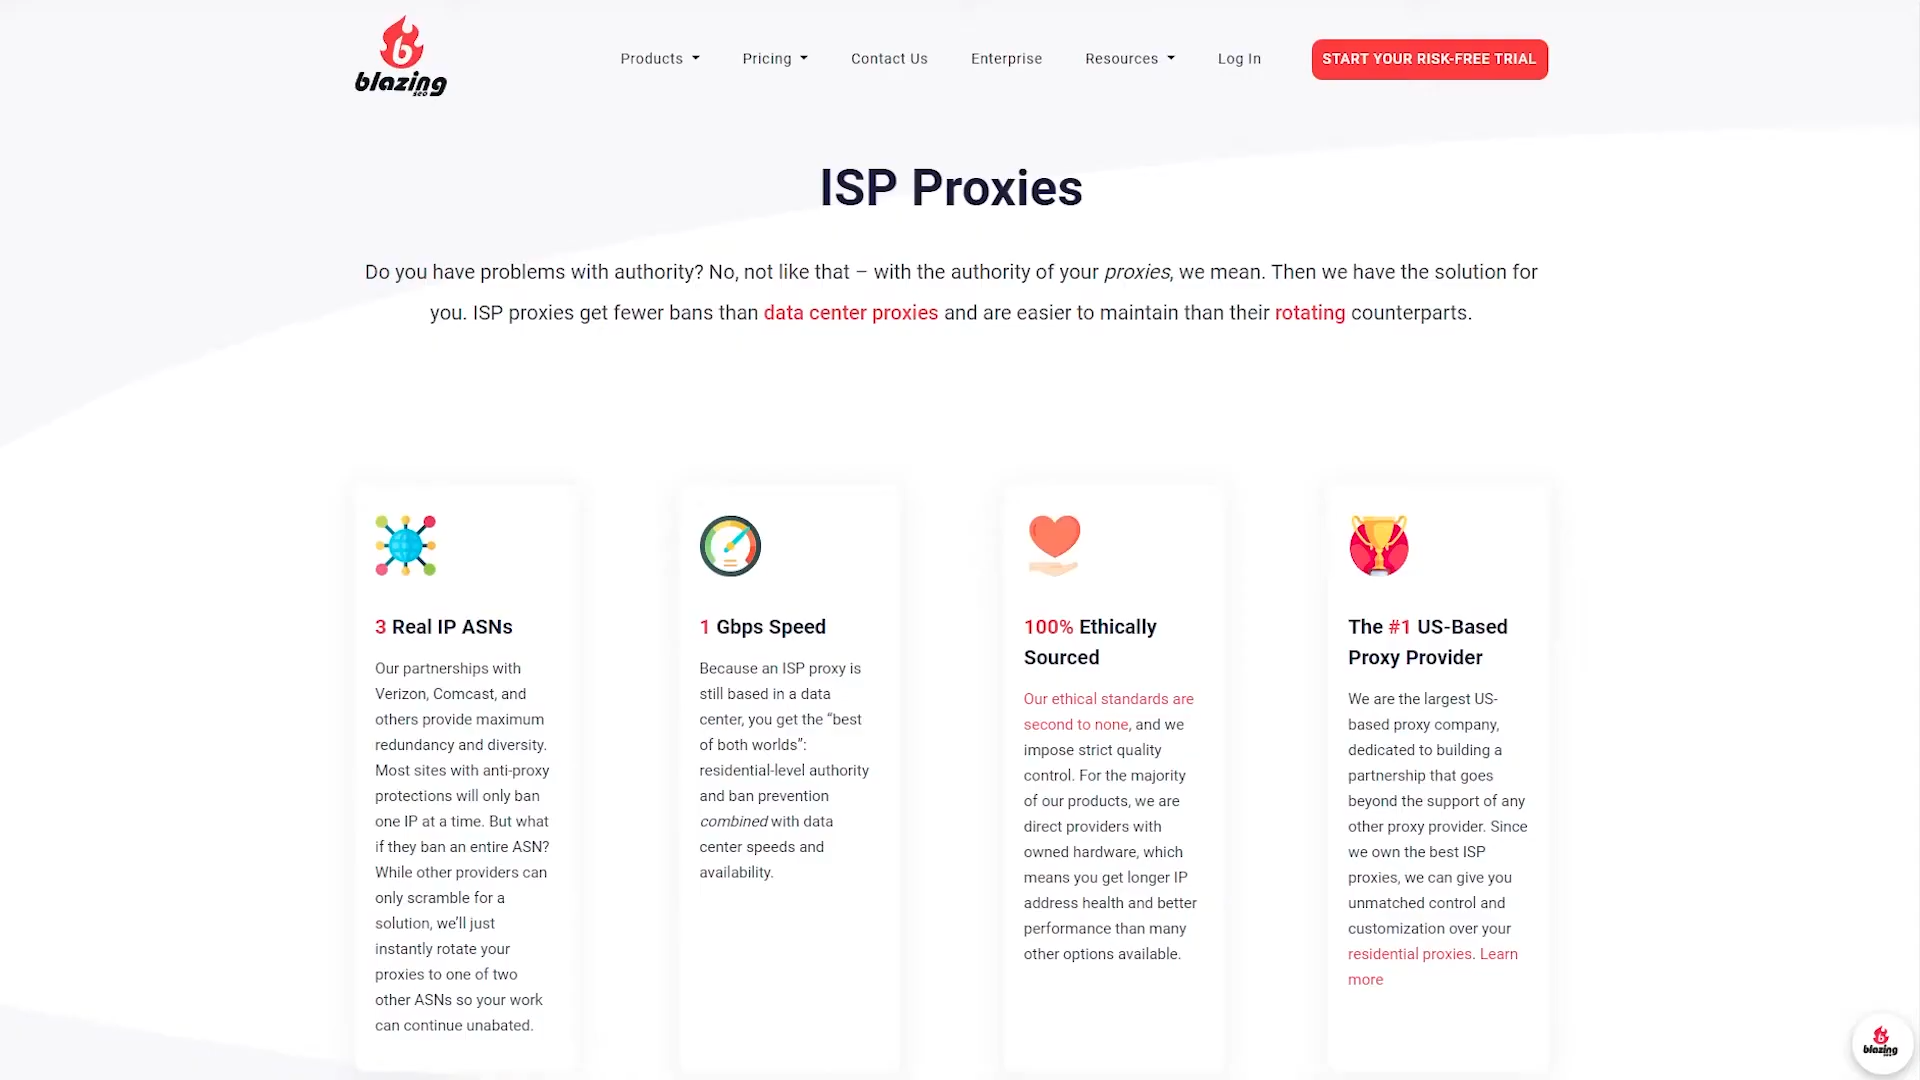 b
blazing
seo
Products
Pricing
Contact Us
Enterprise
Resources
Log In
START YOUR RISK-FREE TRIAL
ISP Proxies
Do you have problems with authority? No, not like that – with the authority of your proxies, we mean. Then we have the solution for
you. ISP proxies get fewer bans than data center proxies and are easier to maintain than their rotating counterparts.
3 Real IP ASNs
Our partnerships with
Verizon, Comcast, and
others provide maximum
redundancy and diversity.
Most sites with anti-proxy
protections will only ban
one IP at a time. But what
if they ban an entire ASN?
While other providers can
only scramble for a
solution, we’ll just
instantly rotate your
proxies to one of two
other ASNs so your work
can continue unabated.
1 Gbps Speed
Because an ISP proxy is
still based in a data
center, you get the “best
of both worlds”:
residential-level authority
and ban prevention
combined with data
center speeds and
availability.
100% Ethically
Sourced
Our ethical standards are
second to none, and we
impose strict quality
control. For the majority
of our products, we are
direct providers with
owned hardware, which
means you get longer IP
address health and better
performance than many
other options available.
The #1 US-Based
Proxy Provider
We are the largest US-
based proxy company,
dedicated to building a
partnership that goes
beyond the support of any
other proxy provider. Since
we own the best ISP
proxies, we can give you
unmatched control and
customization over your
residential proxies. Learn
more
b
blazing
seo